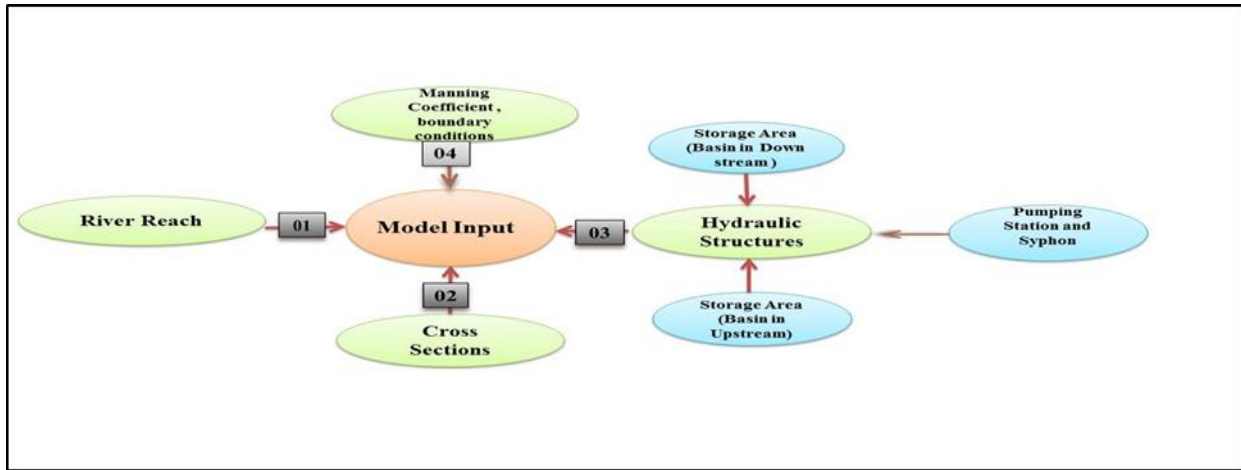 Manning
Coefficient ,
boundary
conditions
04
River Reach
01
Model Input
02
Cross
Sections
03
Storage Area
(Basin in Down
stream )
Hydraulic
Structures
Storage Area
(Basin in
Upstream)
Pumping
Station and
Syphon